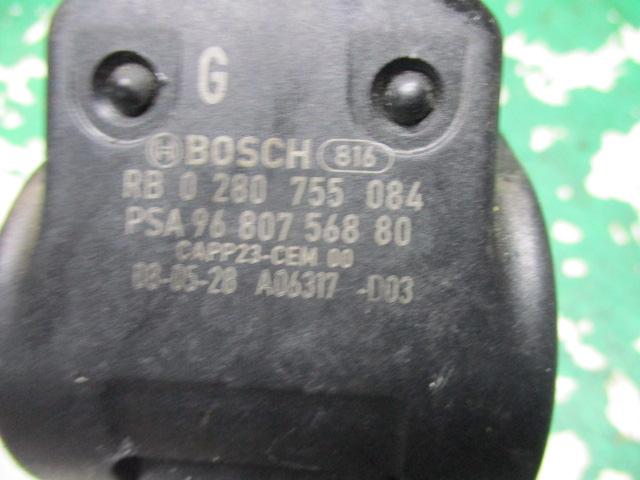 G
BOSCH 816
RB 0 280 755 084
PSA 96 807 568 80
CAPP23-CEM 00
08-05-28 A06317 -D03